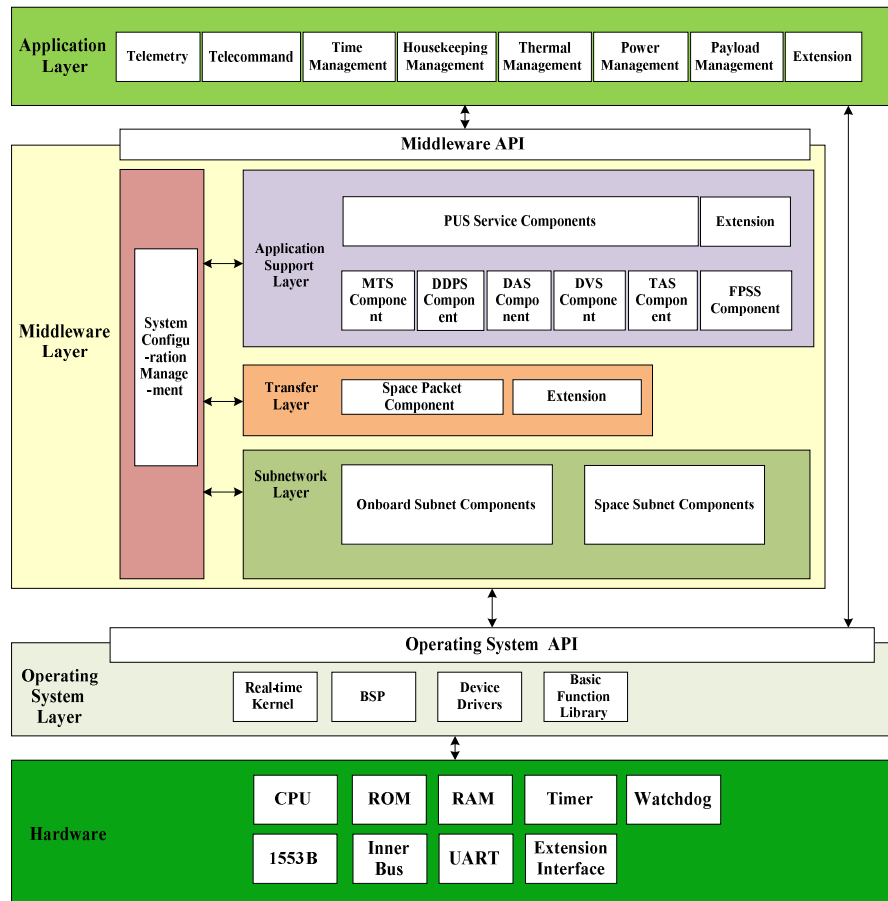 Application
Layer
Telemetry
Telecommand
Time
Management
Housekeeping
Management
Thermal
Management
Power
Management
Payload
Management
Extension
Middleware API
Middleware
Layer
System
Configu
-ration
Manage
-ment
Application
Support
Layer
PUS Service Components
Extension
MTS
Compone
nt
DDPS
Compon
ent
DAS
Compo
nent
DVS
Compon
ent
TAS
Compon
ent
FPSS
Component
Transfer
Layer
Space Packet
Component
Extension
Subnetwork
Layer
Onboard Subnet Components
Space Subnet Components
Operating System API
Operating
System
Layer
Real-time
Kernel
BSP
Device
Drivers
Basic
Function
Library
Hardware
CPU
ROM
RAM
Timer
Watchdog
1553B
Inner
Bus
UART
Extension
Interface